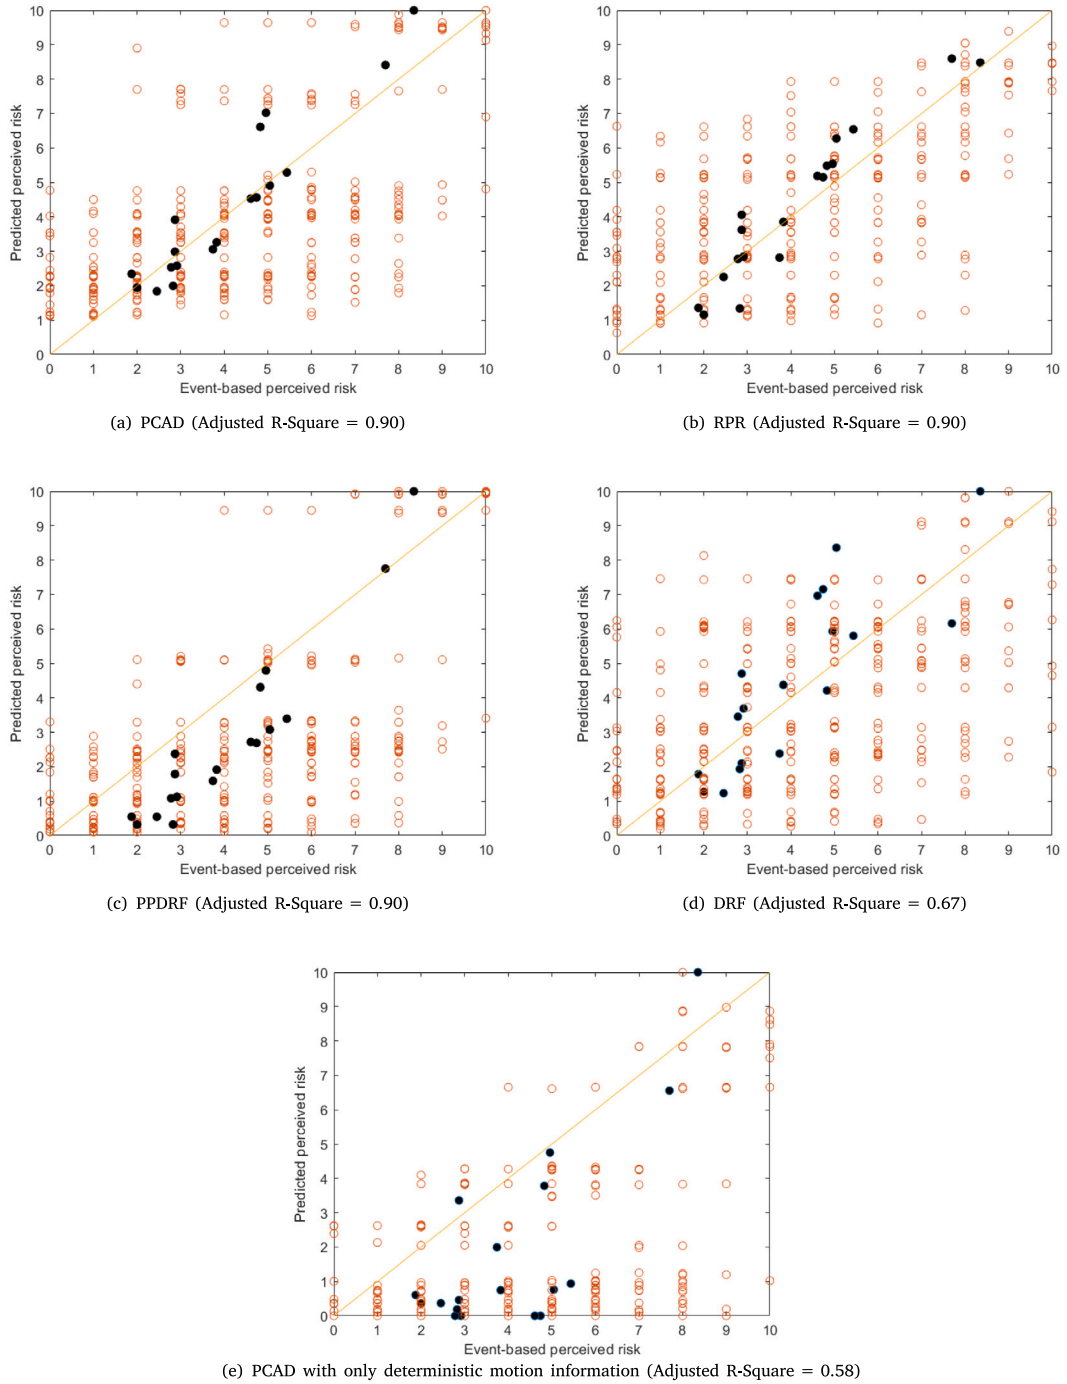 10
9
8
7
6
5
4
3
2
1
0
Predicted perceived risk
0 1 2 3 4 5 6 7 8 9 10
Event-based perceived risk
(a) PCAD (Adjusted R-Square = 0.90)
10
9
8
7
6
5
4
3
2
1
0
Predicted perceived risk
0 1 2 3 4 5 6 7 8 9 10
Event-based perceived risk
(b) RPR (Adjusted R-Square = 0.90)
10
9
8
7
6
5
4
3
2
1
0
Predicted perceived risk
0 1 2 3 4 5 6 7 8 9 10
Event-based perceived risk
(c) PPDRF (Adjusted R-Square = 0.90)
10
9
8
7
6
5
4
3
2
1
0
Predicted perceived risk
0 1 2 3 4 5 6 7 8 9 10
Event-based perceived risk
(d) DRF (Adjusted R-Square = 0.67)
10
9
8
7
6
5
4
3
2
1
0
Predicted perceived risk
0 1 2 3 4 5 6 7 8 9 10
Event-based perceived risk
(e) PCAD with only deterministic motion information (Adjusted R-Square = 0.58)